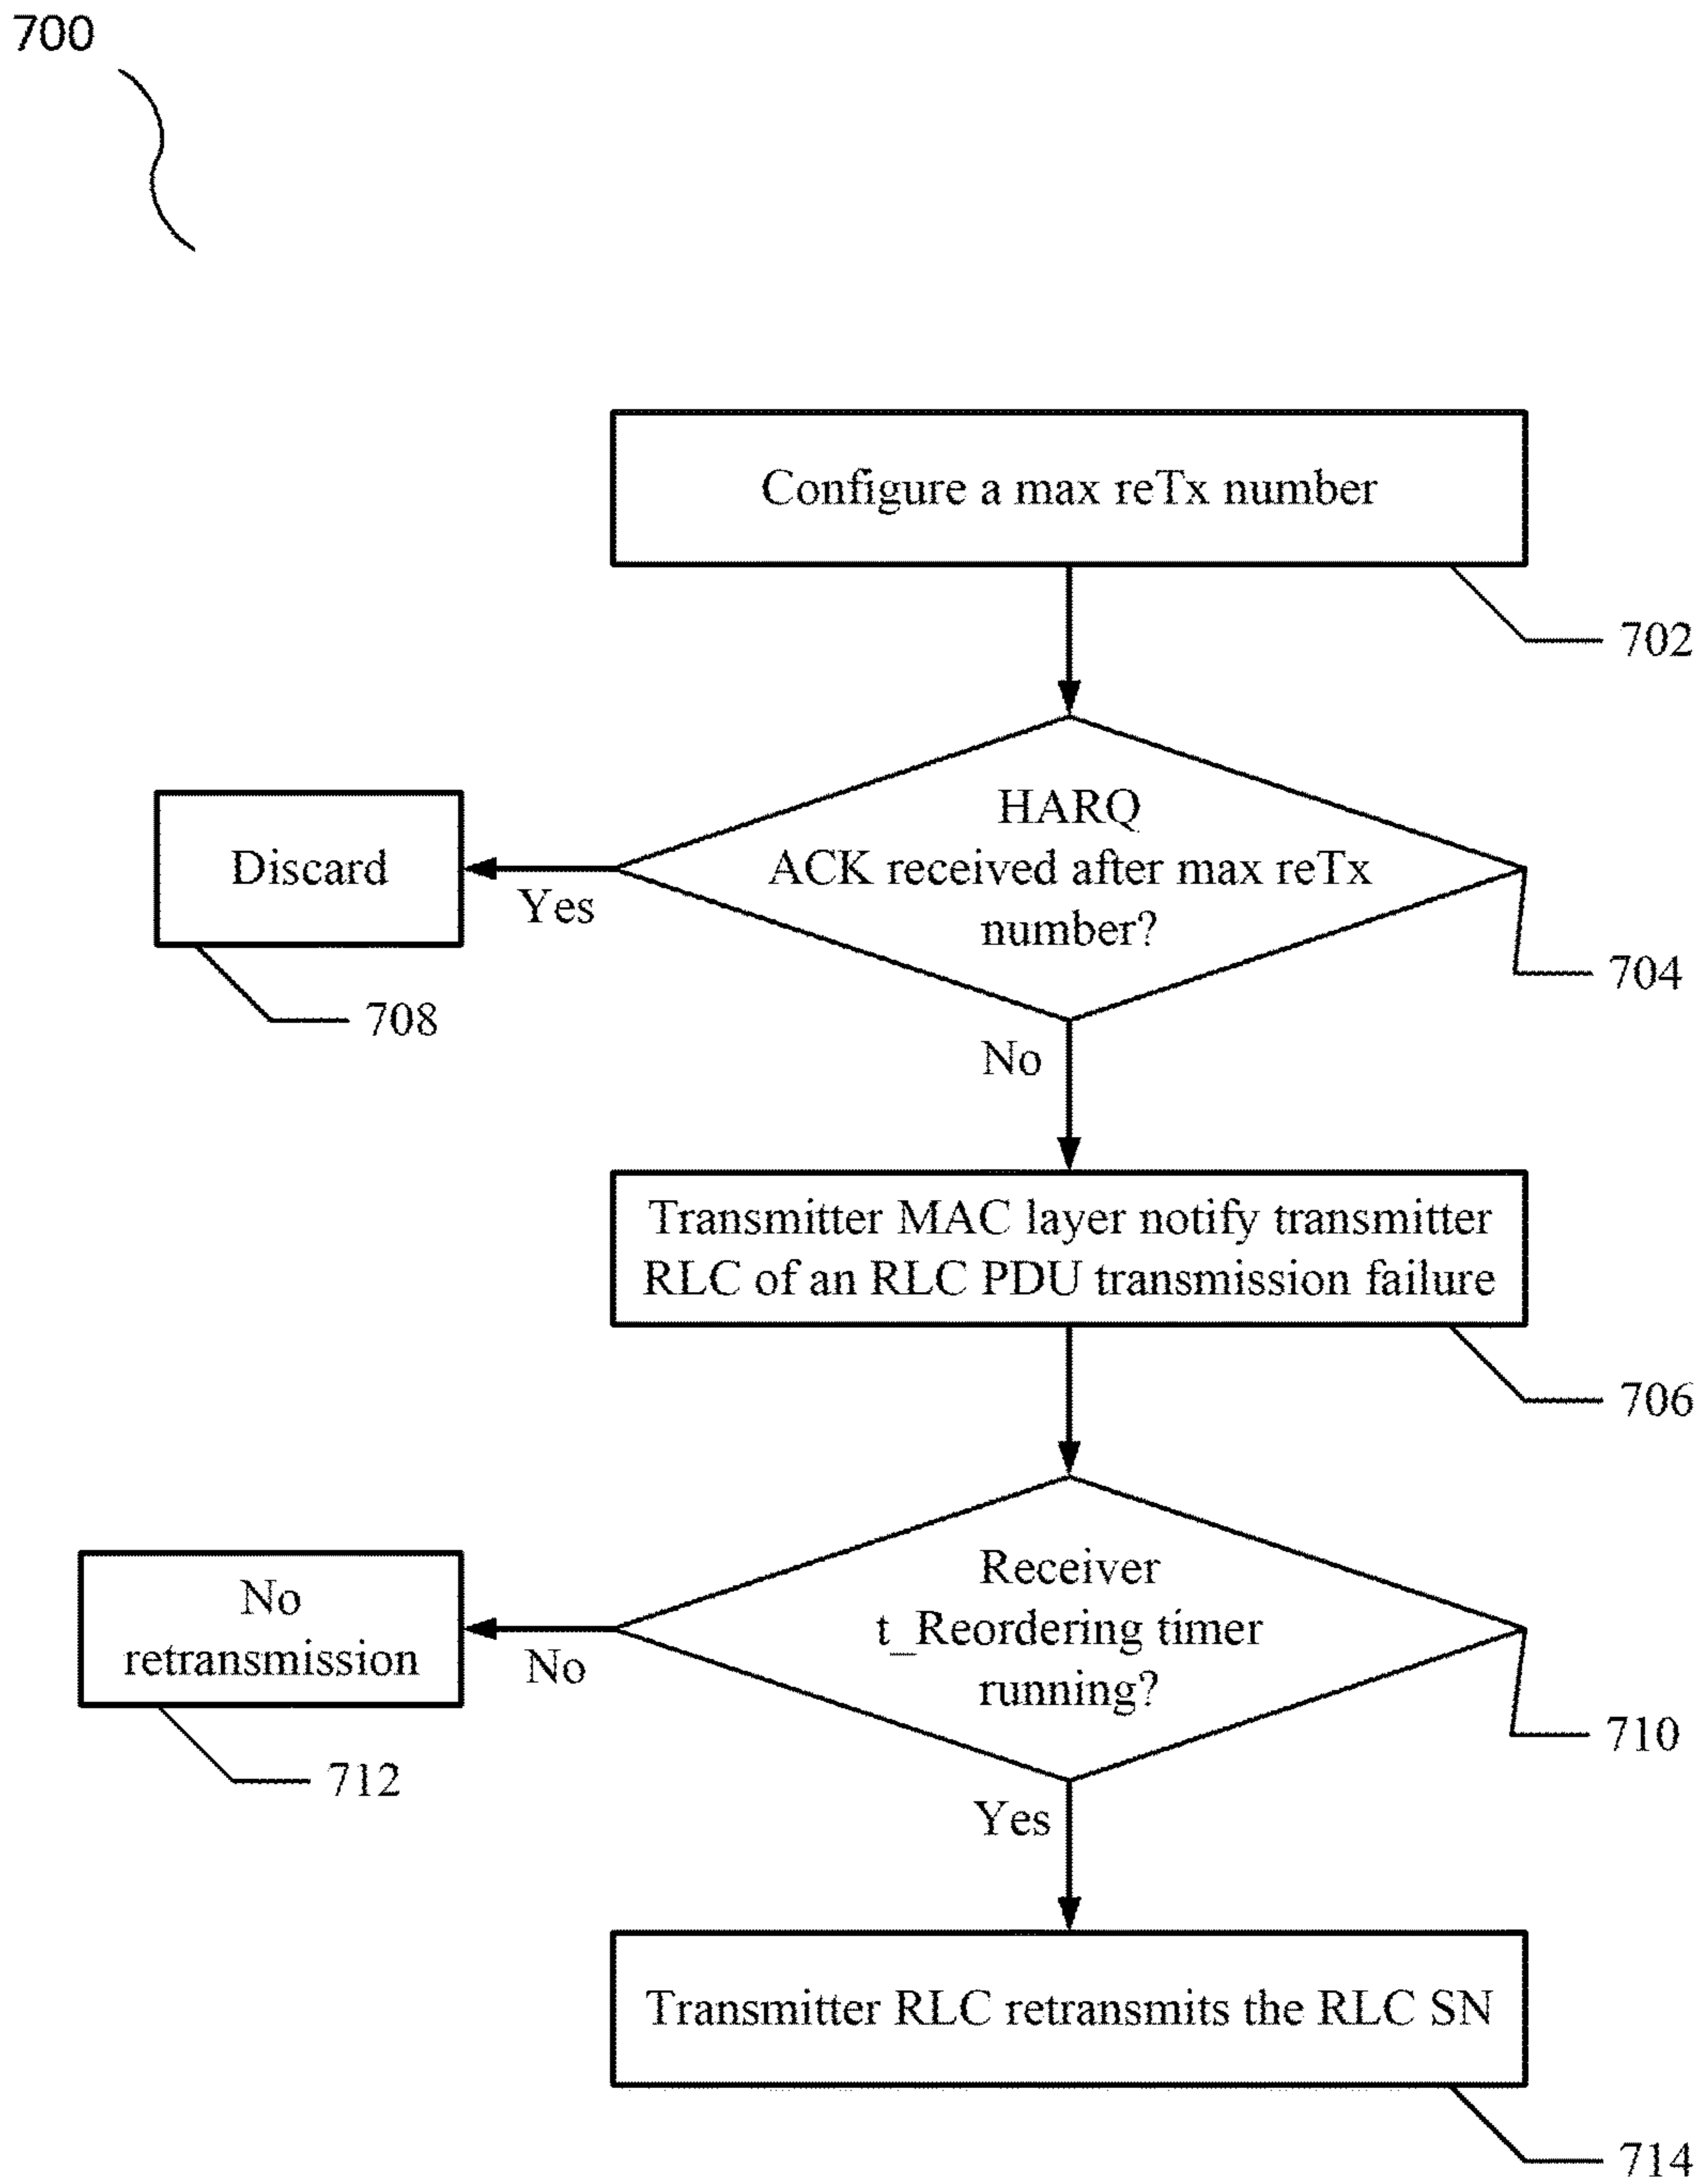 700
Configure a max reTx number
702
HARQ
ACK received after max reTx
number?
704
Yes
Discard
708
No
Transmitter MAC layer notify transmitter
RLC of an RLC PDU transmission failure
706
Receiver
t_Reordering timer
running?
710
No
No
retransmission
712
Yes
Transmitter RLC retransmits the RLC SN
714